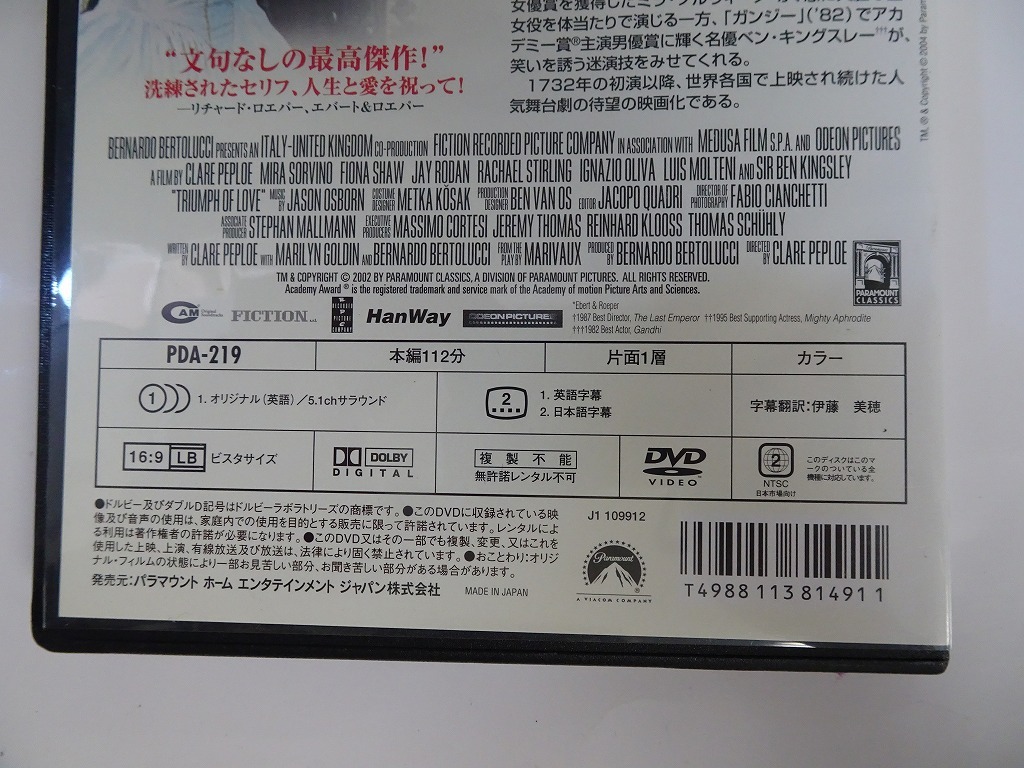 女役を体当たりで演じる一方、「ガンジー」('82)でアカ
デミー賞®主演男優賞に輝く名優ベン・キングスレー†††が、
笑いを誘う迷演技をみせてくれる。
1732年の初演以降、世界各国で上映され続けた人
気舞台劇の待望の映画化である。
“文句なしの最高傑作!”
洗練されたセリフ、人生と愛を祝って!
―リチャード・ロエパー、エバート&ロエパー
BERNARDO BERTOLUCCI PRESENTS AN ITALY-UNITED KINGDOM CO-PRODUCTION FICTION RECORDED PICTURE COMPANY IN ASSOCIATION WITH MEDUSA FILM S.P.A. AND ODEON PICTURES
A FILM BY CLARE PEPLOE MIRA SORVINO FIONA SHAW JAY RODAN RACHAEL STIRLING IGNAZIO OLIVA LUIS MOLTENI AND SIR BEN KINGSLEY
"TRIUMPH OF LOVE" MUSIC BY JASON OSBORN COSTUME DESIGNER METKA KOŠAK PRODUCTION DESIGNER BEN VAN OS EDITOR JACOPO QUADRI DIRECTOR OF PHOTOGRAPHY FABIO CIANCHETTI
ASSOCIATE PRODUCER STEPHAN MALLMANN EXECUTIVE PRODUCERS MASSIMO CORTESI JEREMY THOMAS REINHARD KLOOSS THOMAS SCHÜHLY
WRITTEN BY CLARE PEPLOE WITH MARILYN GOLDIN AND BERNARDO BERTOLUCCI FROM THE PLAY BY MARIVAUX PRODUCED BY BERNARDO BERTOLUCCI DIRECTED BY CLARE PEPLOE
TM & COPYRIGHT © 2002 BY PARAMOUNT CLASSICS, A DIVISION OF PARAMOUNT PICTURES. ALL RIGHTS RESERVED.
Academy Award ® is the registered trademark and service mark of the Academy of motion Picture Arts and Sciences.
PARAMOUNT CLASSICS
CAM
FICTION
HanWay
ODEON PICTURES
*Ebert & Roeper
†1987 Best Director, The Last Emperor ††1995 Best Supporting Actress, Mighty Aphrodite
†††1982 Best Actor, Gandhi
PDA-219 本編112分 片面1層 カラー
1 1. オリジナル(英語)/5.1chサラウンド
2 1. 英語字幕
2. 日本語字幕
字幕翻訳:伊藤 美穂
16:9 LB ビスタサイズ
DOLBY
DIGITAL
複製不能
無許諾レンタル不可
DVD
VIDEO
2
NTSC
日本市場向け
このディスクはこのマ
ークのついている全
機種に対応しています。
●ドルビー及びダブルD記号はドルビーラボラトリーズの商標です。●このDVDに収録されている映
像及び音声の使用は、家庭内での使用を目的とする販売に限って許諾されています。レンタルによ
る利用は著作権者の許諾が必要になります。●このDVD又はその一部でも複製、変更、又はこれを
使用した上映、上演、有線放送及び放送は、法律により固く禁止されています。●おことわり:オリジ
ナル・フィルムの状態により一部お見苦しい部分、お聞き苦しい部分がある場合があります。
発売元:パラマウント ホーム エンタテインメント ジャパン株式会社
MADE IN JAPAN
J1 109912
Paramount
A VIACOM COMPANY
T4988113814911
TM, ® & Copyright © 2004 by Param